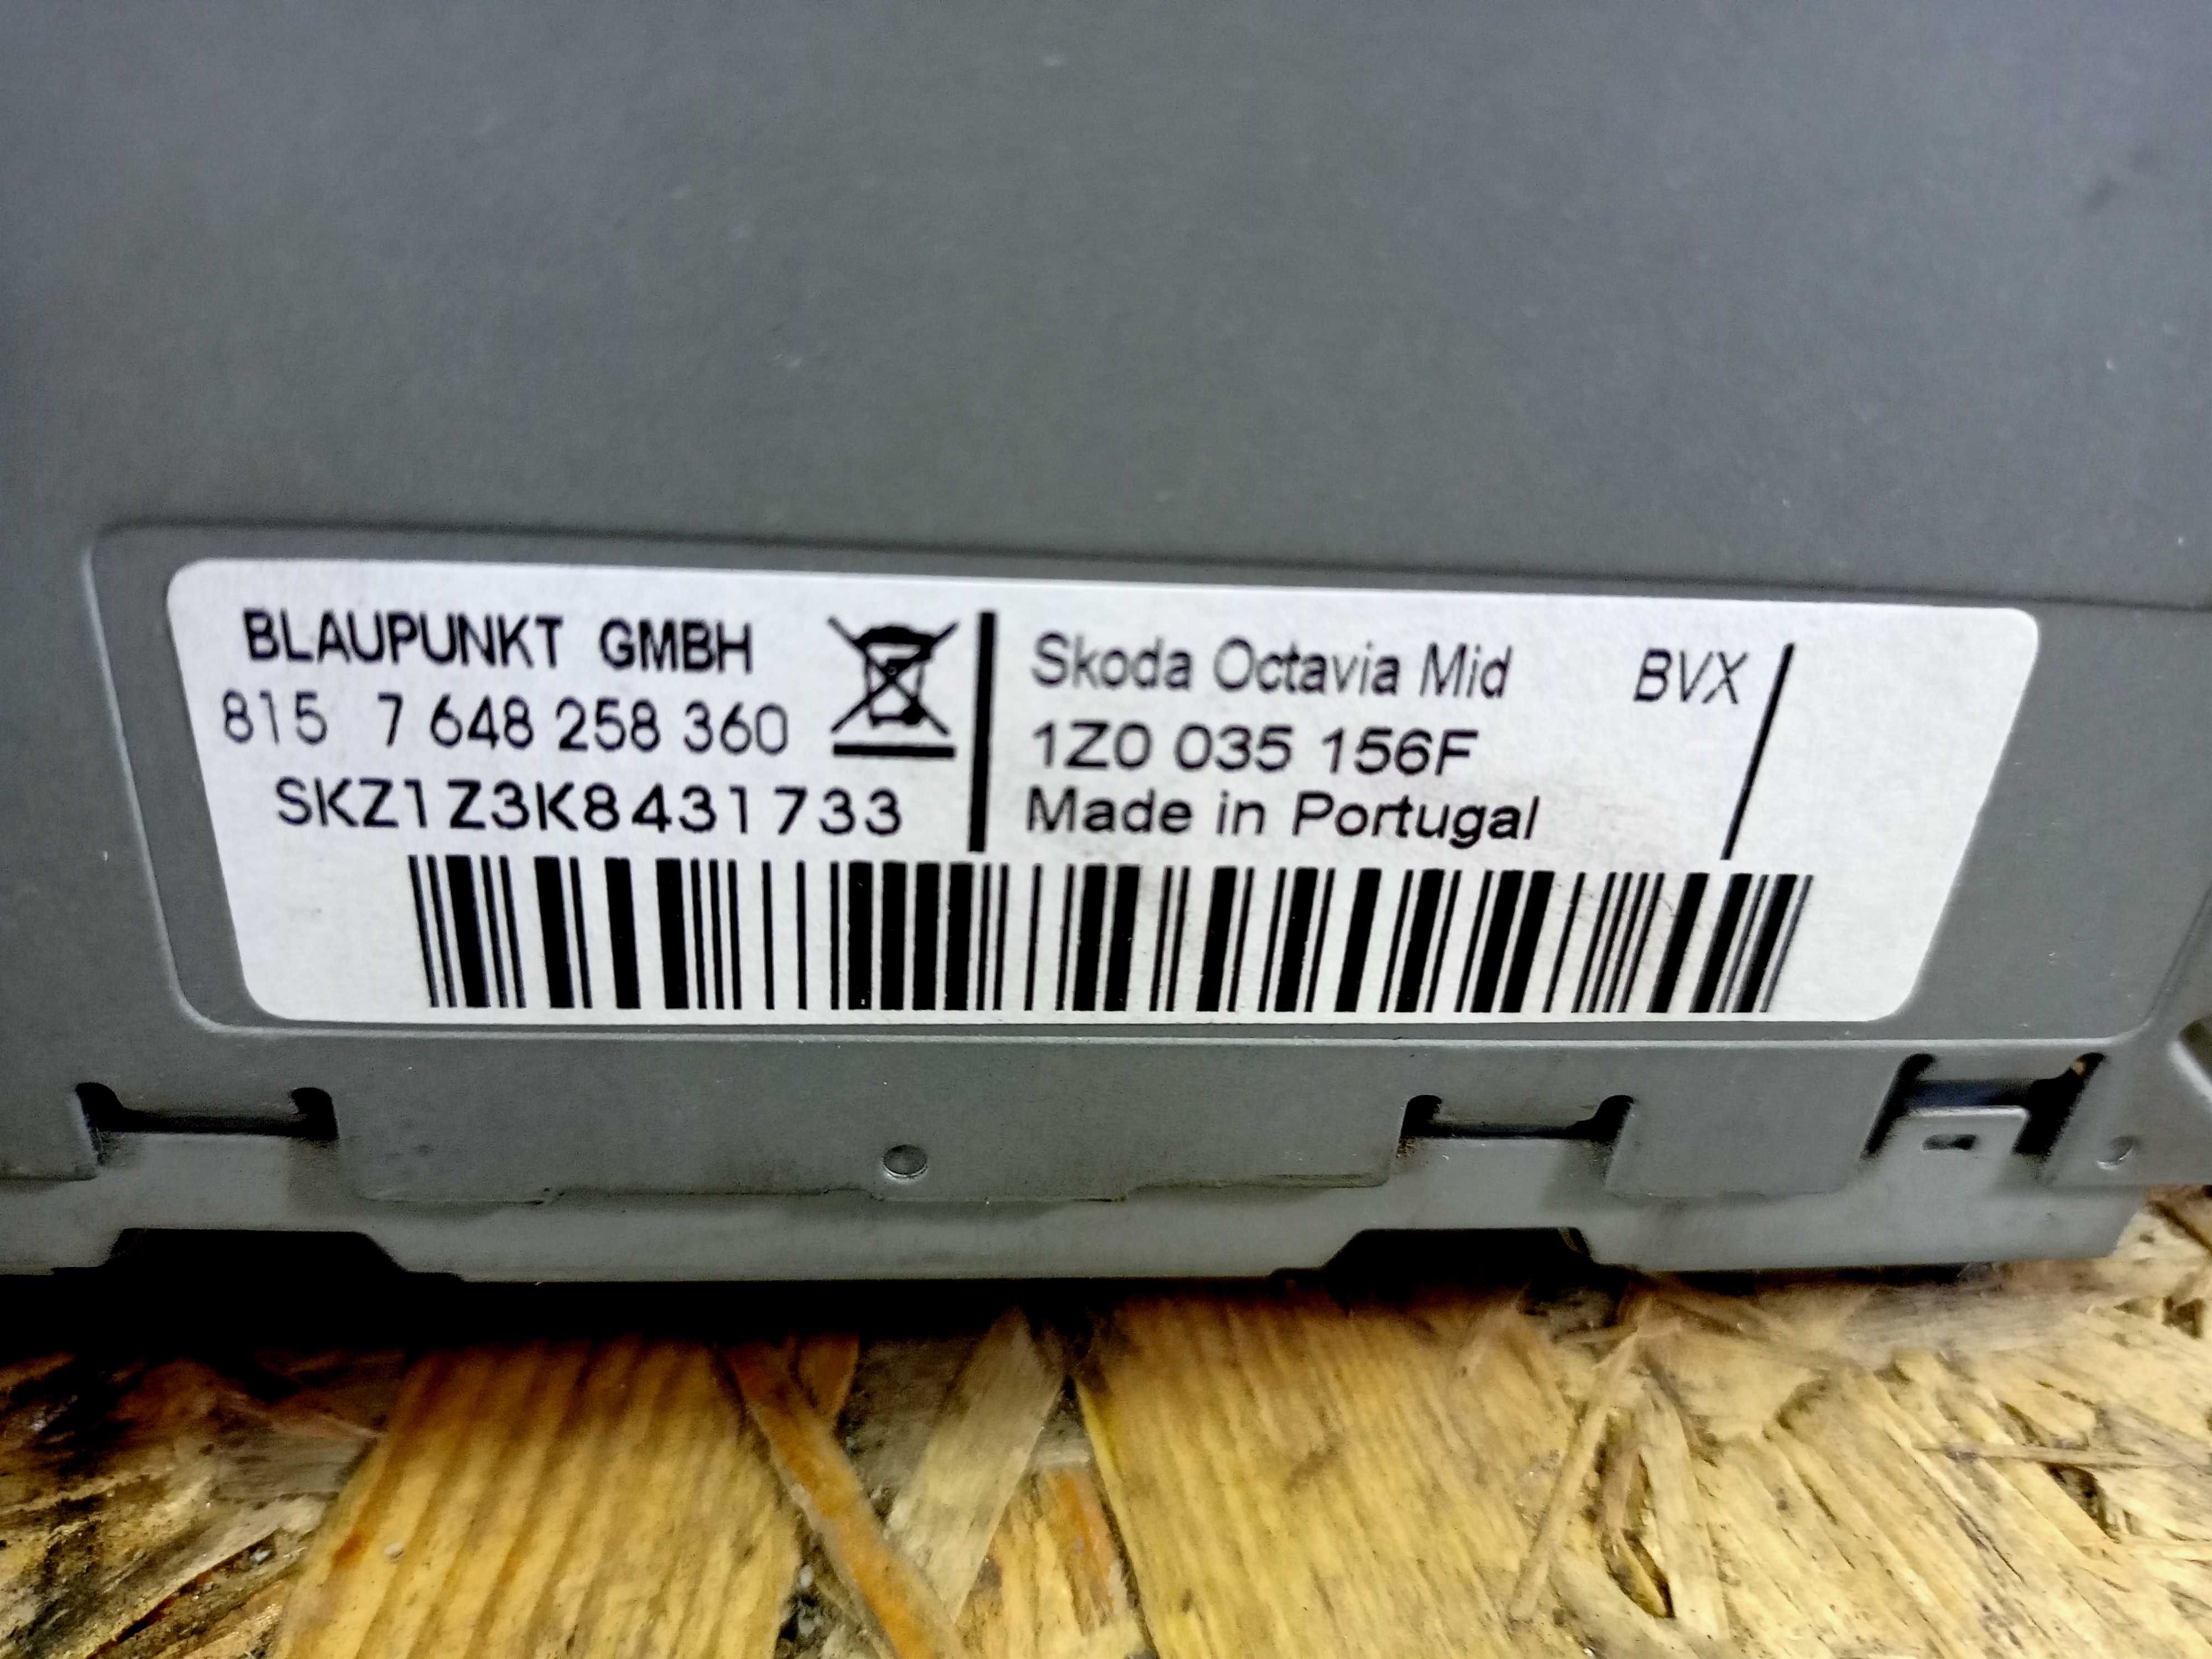 BLAUPUNKT GMBH
815 7 648 258 360
SKZ1Z3K8431733
Skoda Octavia Mid BVX
1Z0 035 156F
Made in Portugal